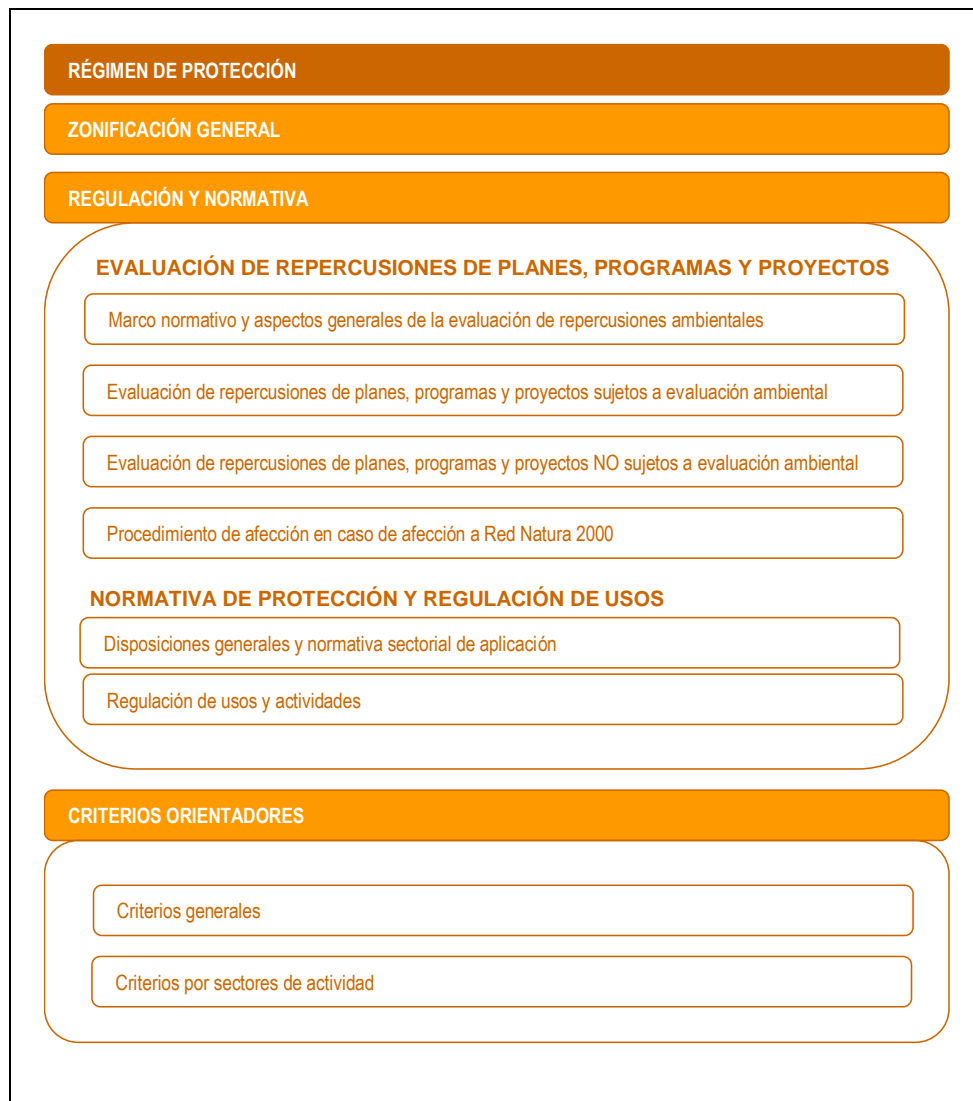 RÉGIMEN DE PROTECCIÓN
ZONIFICACIÓN GENERAL
REGULACIÓN Y NORMATIVA
EVALUACIÓN DE REPERCUSIONES DE PLANES, PROGRAMAS Y PROYECTOS
Marco normativo y aspectos generales de la evaluación de repercusiones ambientales
Evaluación de repercusiones de planes, programas y proyectos sujetos a evaluación ambiental
Evaluación de repercusiones de planes, programas y proyectos NO sujetos a evaluación ambiental
Procedimiento de afección en caso de afección a Red Natura 2000
NORMATIVA DE PROTECCIÓN Y REGULACIÓN DE USOS
Disposiciones generales y normativa sectorial de aplicación
Regulación de usos y actividades
CRITERIOS ORIENTADORES
Criterios generales
Criterios por sectores de actividad